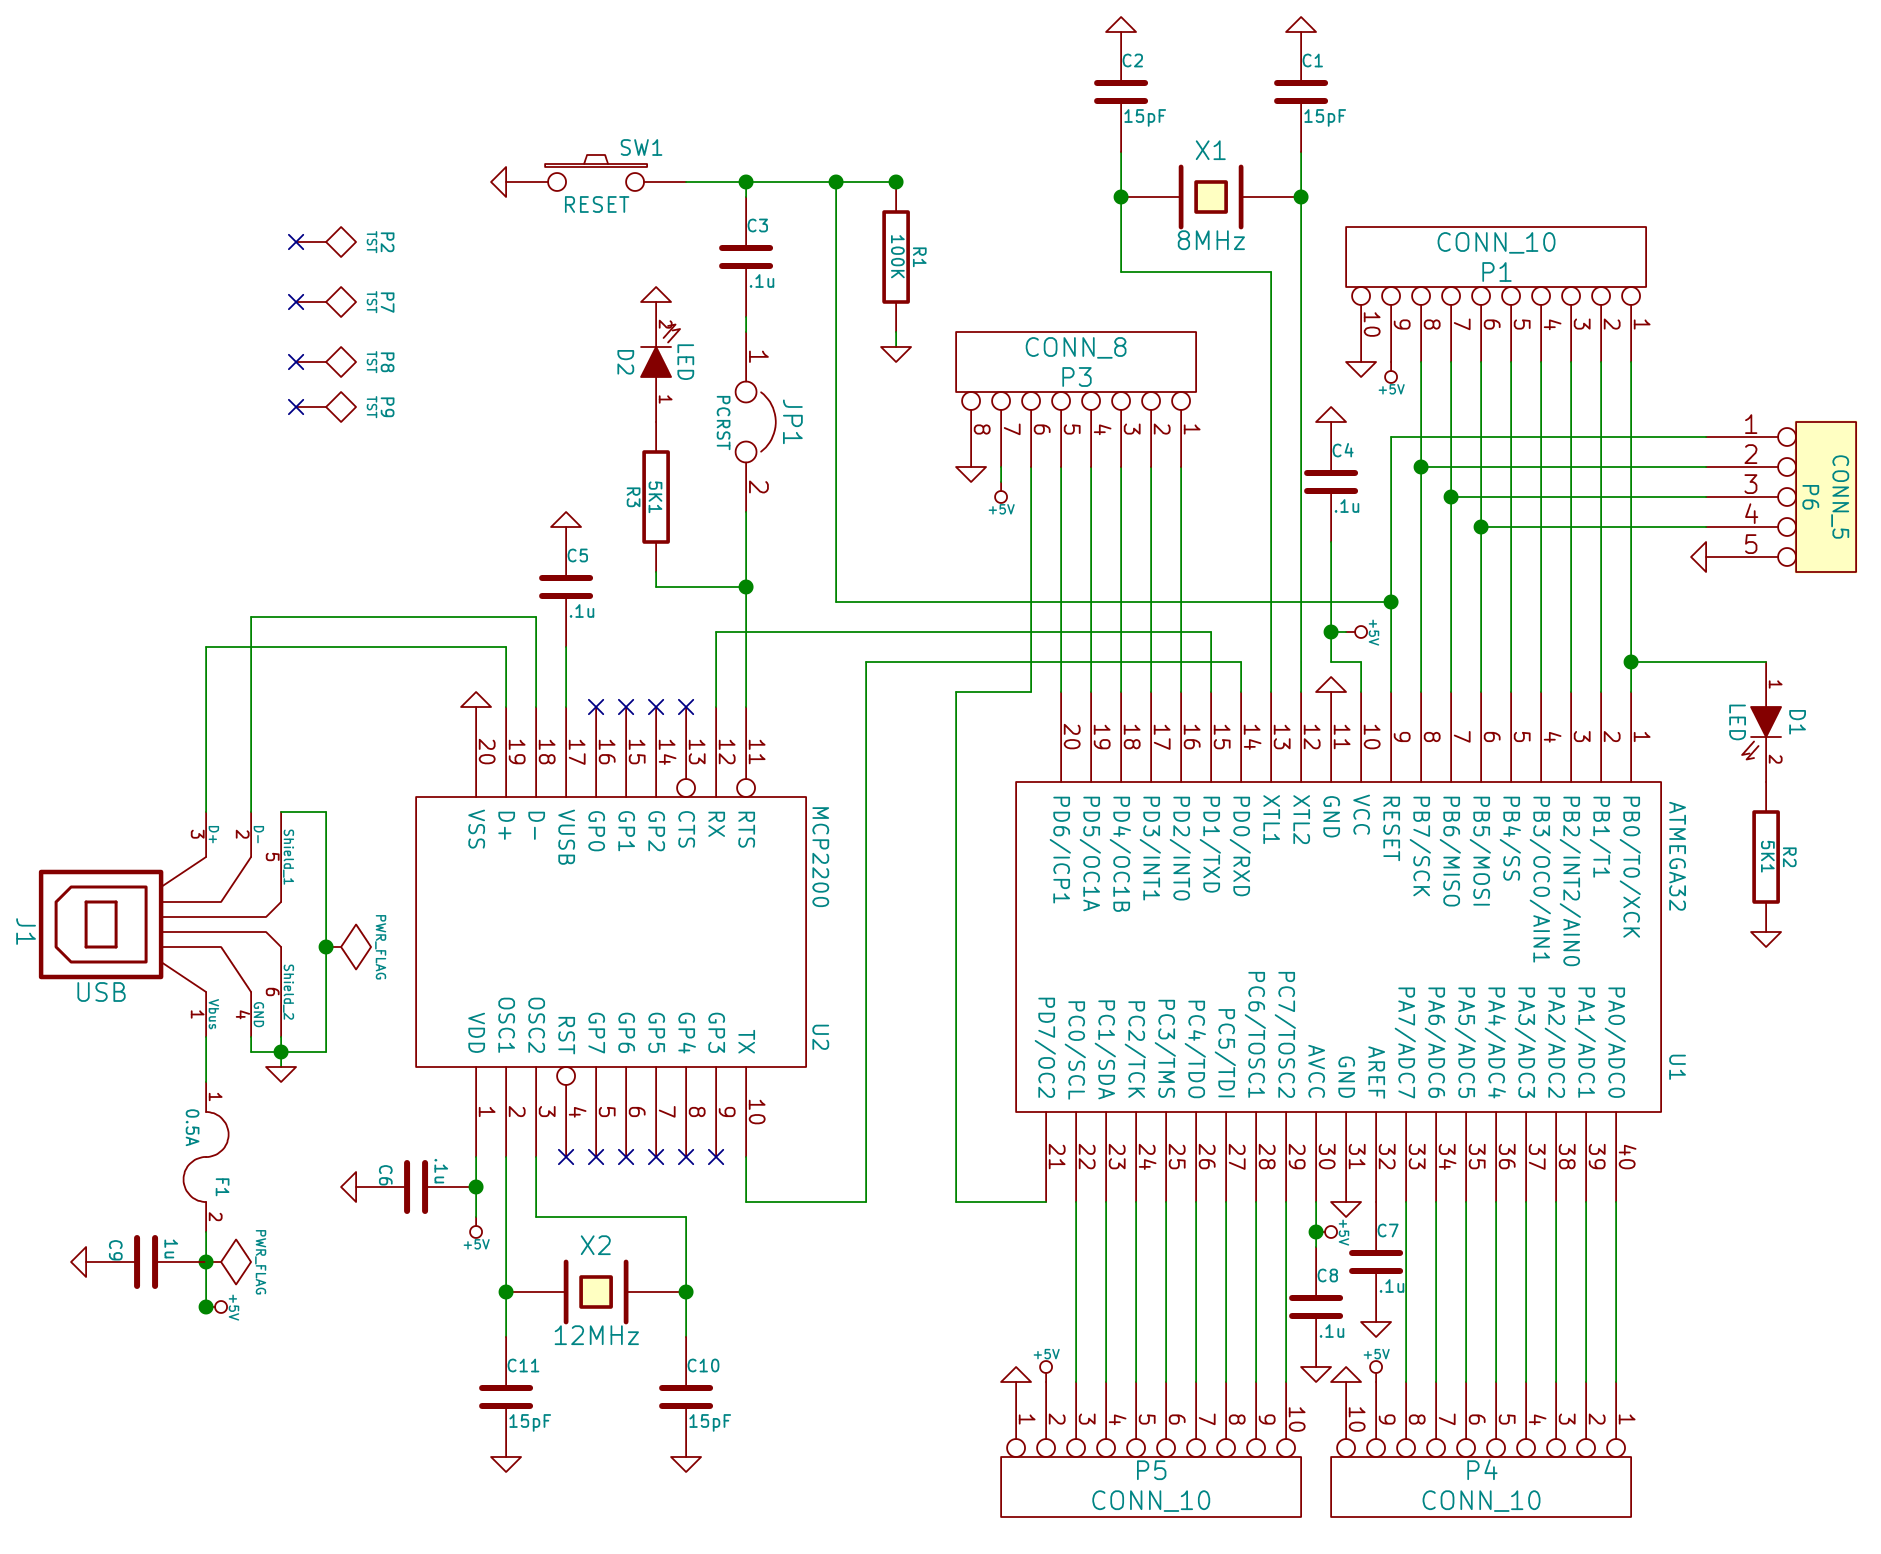 C2
15pF
C1
15pF
X1
8MHz
SW1
RESET
P2
TST
P7
TST
P8
TST
P9
TST
C3
.1u
R1
100K
D2
LED
2
1
R3
5K1
JP1
PCRST
1
2
C5
.1u
CONN_10
P1
10
9
8
7
6
5
4
3
2
1
+5V
CONN_8
P3
8
7
6
5
4
3
2
1
+5V
C4
.1u
+5V
1
2
3
4
5
P6
CONN_5
D1
LED
1
2
R2
5K1
20
19
18
17
16
15
14
13
12
11
VSS
D+
D-
VUSB
GP0
GP1
GP2
CTS
RX
RTS
MCP2200
U2
VDD
OSC1
OSC2
RST
GP7
GP6
GP5
GP4
GP3
TX
1
2
3
4
5
6
7
8
9
10
20
19
18
17
16
15
14
13
12
11
10
9
8
7
6
5
4
3
2
1
PD6/ICP1
PD5/OC1A
PD4/OC1B
PD3/INT1
PD2/INT0
PD1/TXD
PD0/RXD
XTL1
XTL2
GND
VCC
RESET
PB7/SCK
PB6/MISO
PB5/MOSI
PB4/SS
PB3/OC0/AIN1
PB2/INT2/AIN0
PB1/T1
PB0/T0/XCK
ATMEGA32
U1
PD7/OC2
PC0/SCL
PC1/SDA
PC2/TCK
PC3/TMS
PC4/TDO
PC5/TDI
PC6/TOSC1
PC7/TOSC2
AVCC
GND
AREF
PA7/ADC7
PA6/ADC6
PA5/ADC5
PA4/ADC4
PA3/ADC3
PA2/ADC2
PA1/ADC1
PA0/ADC0
21
22
23
24
25
26
27
28
29
30
31
32
33
34
35
36
37
38
39
40
J1
USB
3
D+
2
D-
5
Shield_1
6
Shield_2
4
GND
1
Vbus
PWR_FLAG
1
0.5A
F1
2
C9
1u
PWR_FLAG
+5V
C6
.1u
+5V
X2
12MHz
C11
15pF
C10
15pF
+5V
C7
.1u
C8
.1u
+5V
1
2
3
4
5
6
7
8
9
10
P5
CONN_10
+5V
10
9
8
7
6
5
4
3
2
1
P4
CONN_10